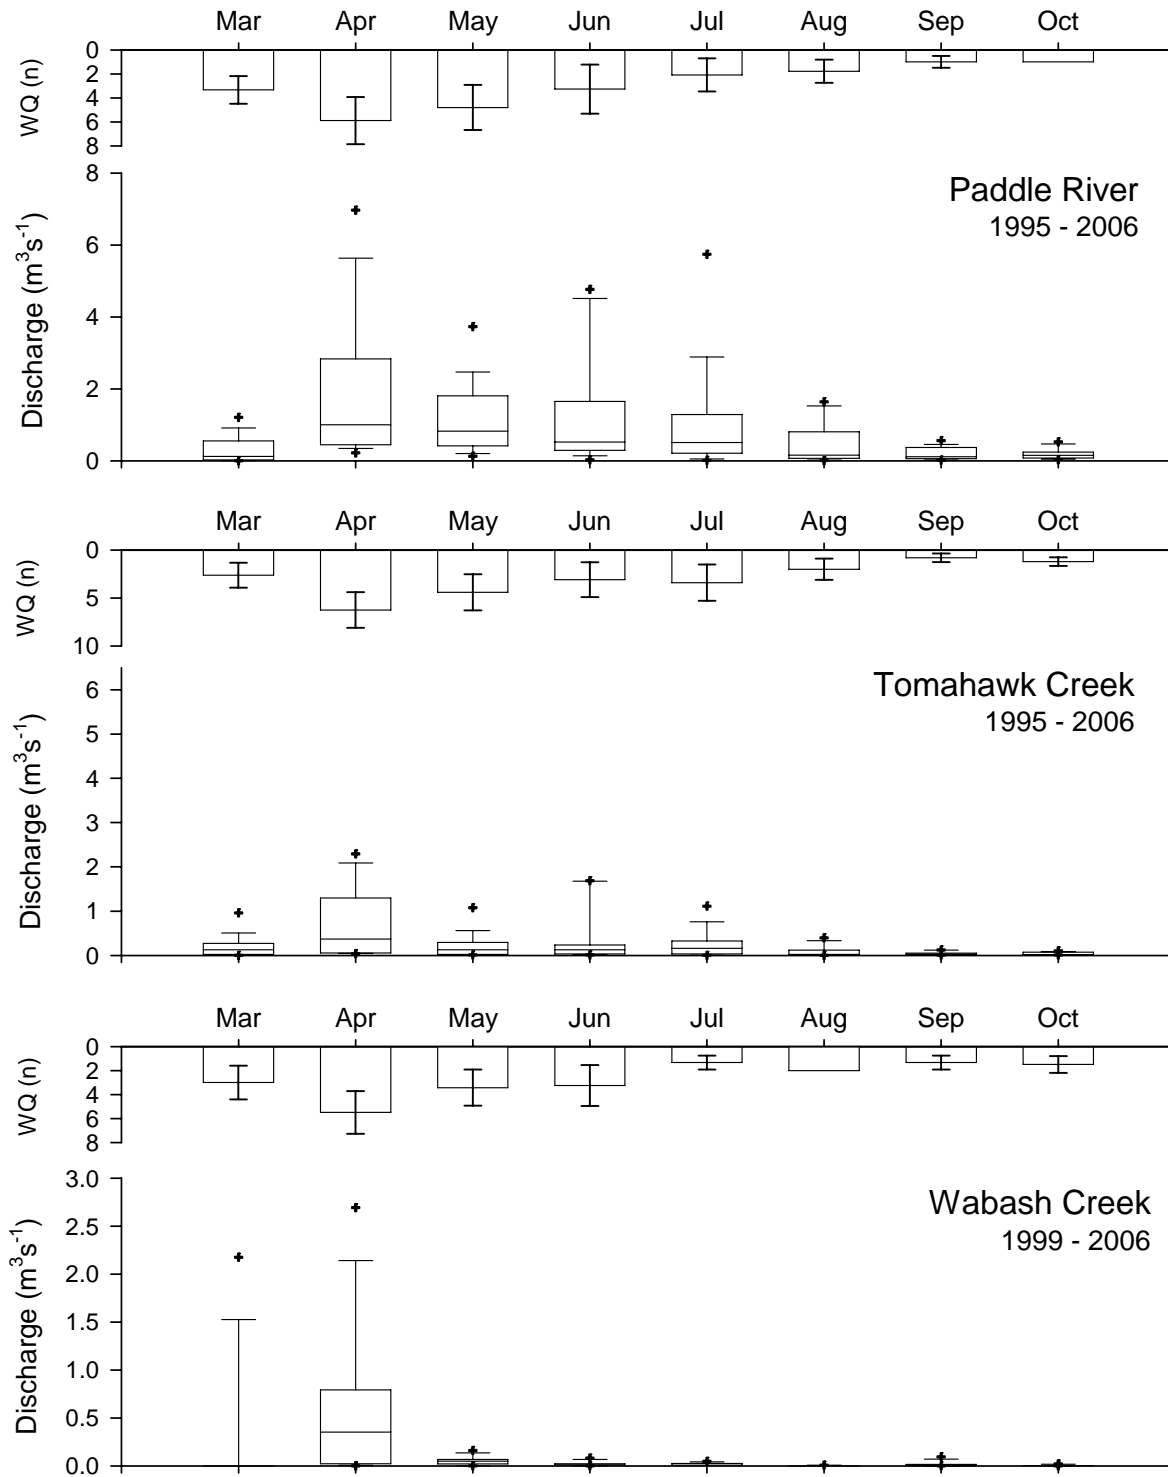 Mar Apr May Jun Jul Aug Sep Oct
WQ (n)
0
2
4
6
8
Discharge (m³s⁻¹)
8
6
4
2
0
Paddle River
1995 - 2006
Mar Apr May Jun Jul Aug Sep Oct
WQ (n)
0
5
10
Discharge (m³s⁻¹)
6
5
4
3
2
1
0
Tomahawk Creek
1995 - 2006
Mar Apr May Jun Jul Aug Sep Oct
WQ (n)
0
2
4
6
8
Discharge (m³s⁻¹)
3.0
2.5
2.0
1.5
1.0
0.5
0.0
Wabash Creek
1999 - 2006